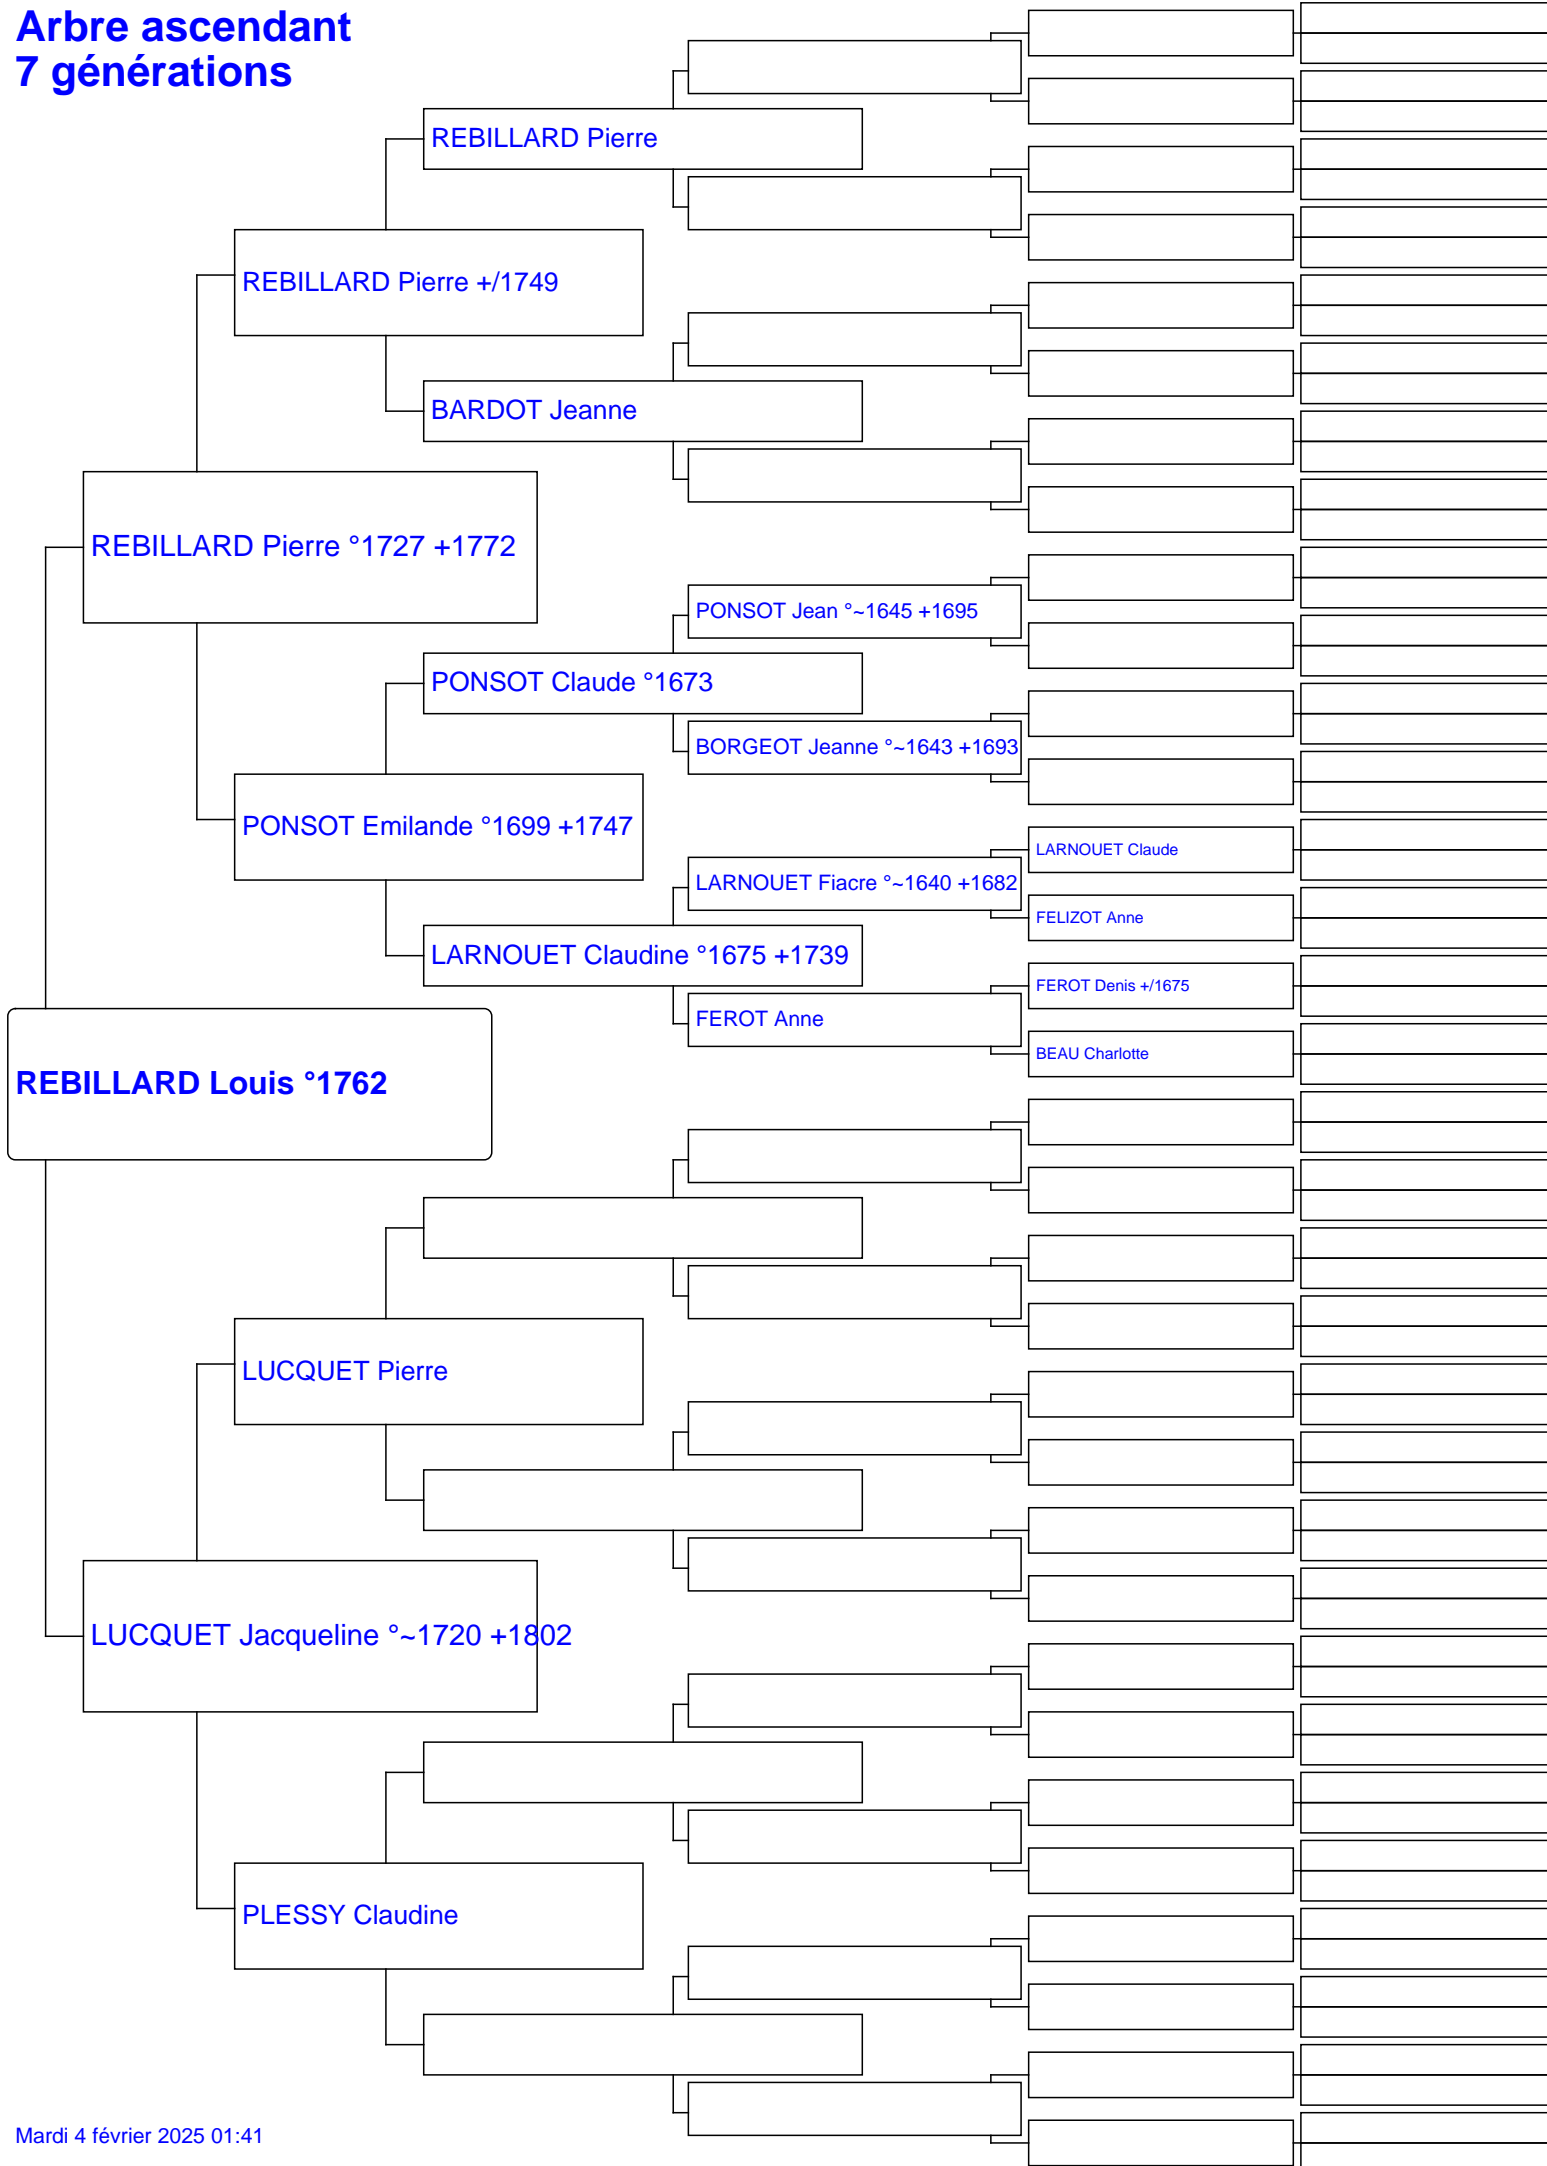 Arbre ascendant
7 générations
REBILLARD Pierre
REBILLARD Pierre +/1749
BARDOT Jeanne
REBILLARD Pierre °1727 +1772
PONSOT Jean °~1645 +1695
PONSOT Claude °1673
BORGEOT Jeanne °~1643 +1693
PONSOT Emilande °1699 +1747
LARNOUET Claude
LARNOUET Fiacre °~1640 +1682
FELIZOT Anne
LARNOUET Claudine °1675 +1739
FEROT Denis +/1675
FEROT Anne
BEAU Charlotte
REBILLARD Louis °1762
LUCQUET Pierre
LUCQUET Jacqueline °~1720 +1802
PLESSY Claudine
Mardi 4 février 2025 01:41